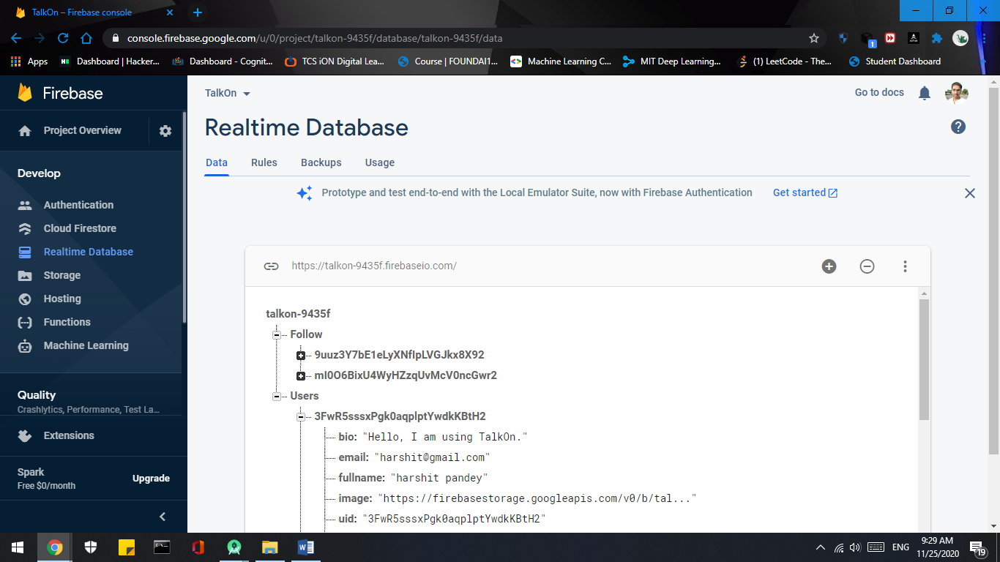 TalkOn – Firebase console
console.firebase.google.com/u/0/project/talkon-9435f/database/talkon-9435f/data
1
Apps
Dashboard | Hacker...
Dashboard - Cognit...
TCS iON Digital Lea...
Course | FOUNDAI1...
Machine Learning C...
MIT Deep Learning...
(1) LeetCode - The...
Student Dashboard
Firebase
Project Overview
Develop
Authentication
Cloud Firestore
Realtime Database
Storage
Hosting
Functions
Machine Learning
Quality
Crashlytics, Performance, Test La...
Extensions
Spark
Free $0/month
Upgrade
TalkOn
Go to docs
Realtime Database
Data
Rules
Backups
Usage
Prototype and test end-to-end with the Local Emulator Suite, now with Firebase Authentication
Get started
https://talkon-9435f.firebaseio.com/
talkon-9435f
Follow
9uuz3Y7bE1eLyXNfIpLVGJkx8X92
mI0O6BixU4WyHZzqUvMcV0ncGwr2
Users
3FwR5sssxPgk0aqplptYwdkKBtH2
bio: "Hello, I am using TalkOn."
email: "harshit@gmail.com"
fullname: "harshit pandey"
image: "https://firebasestorage.googleapis.com/v0/b/tal..."
uid: "3FwR5sssxPgk0aqplptYwdkKBtH2"
ENG
9:29 AM
11/25/2020
19